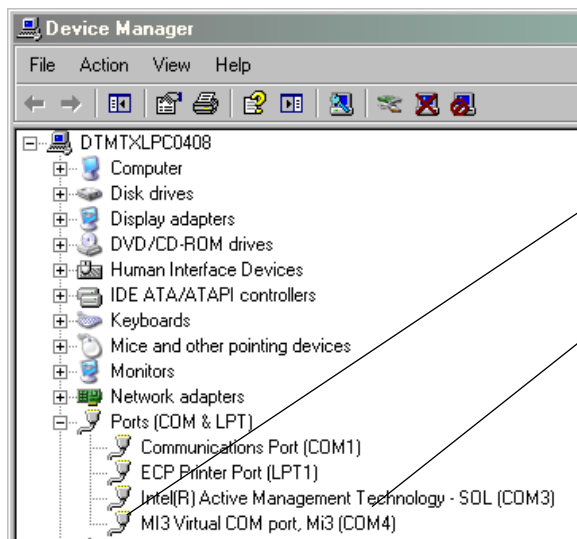 Device Manager
File Action View Help
DTMTXLPC0408
Computer
Disk drives
Display adapters
DVD/CD-ROM drives
Human Interface Devices
IDE ATA/ATAPI controllers
Keyboards
Mice and other pointing devices
Monitors
Network adapters
Ports (COM & LPT)
Communications Port (COM1)
ECP Printer Port (LPT1)
Intel(R) Active Management Technology - SOL (COM3)
MI3 Virtual COM port, Mi3 (COM4)